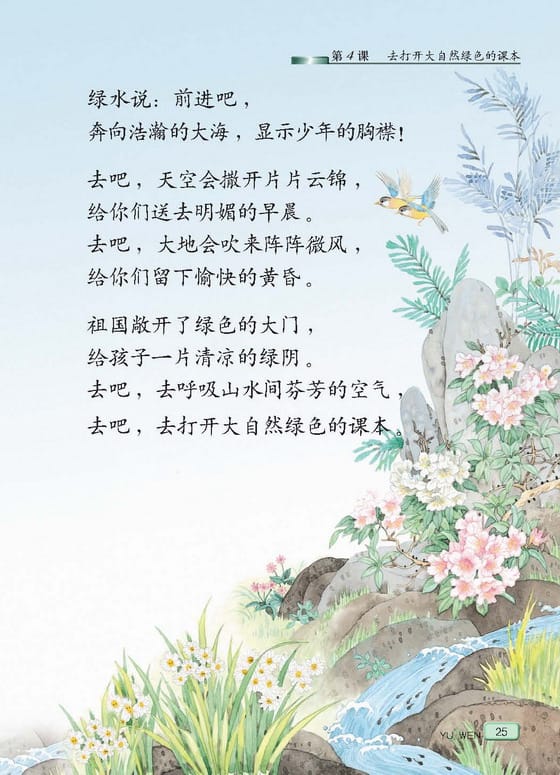 第4课 去打开大自然绿色的课本
绿水说：前进吧，
奔向浩瀚的大海，显示少年的胸襟！
去吧，天空会撒开片片云锦，
给你们送去明媚的早晨。
去吧，大地会吹来阵阵微风，
给你们留下愉快的黄昏。
祖国敞开了绿色的大门，
给孩子一片清凉的绿阴。
去吧，去呼吸山水间芬芳的空气，
去吧，去打开大自然绿色的课本。
YU WEN 25